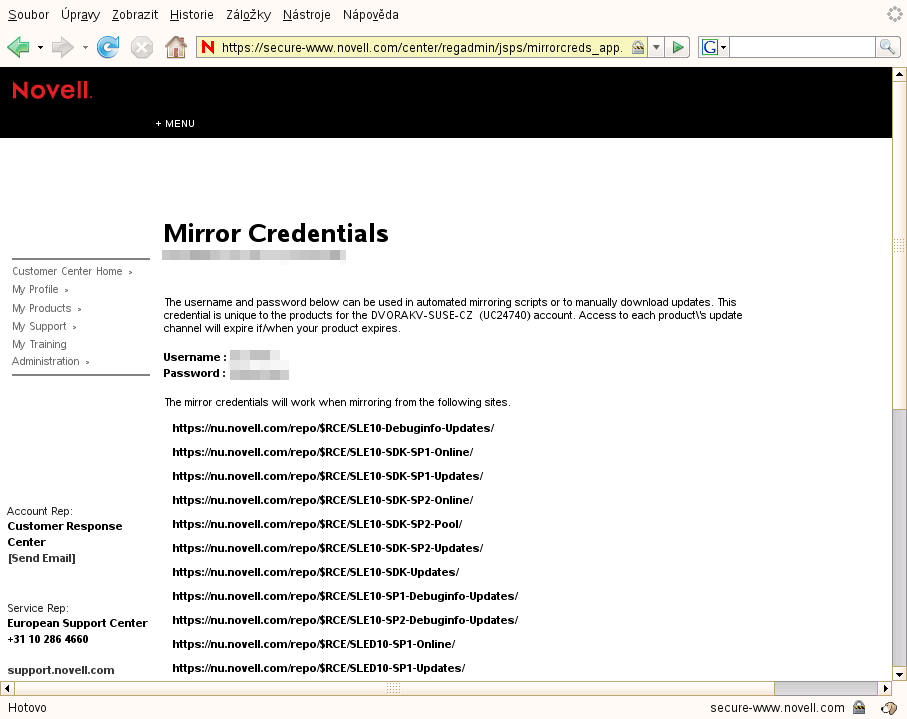 Soubor Úpravy Zobrazit Historie Záložky Nástroje Nápověda
N https://secure-www.novell.com/center/regadmin/jsps/mirrorcreds_app. G
Novell.
+ MENU
Mirror Credentials
Customer Center Home >
My Profile >
My Products >
My Support >
My Training
Administration >
The username and password below can be used in automated mirroring scripts or to manually download updates. This
credential is unique to the products for the DVORAKV-SUSE-CZ (UC24740) account. Access to each product\'s update
channel will expire if/when your product expires.
Username :
Password :
The mirror credentials will work when mirroring from the following sites.
https://nu.novell.com/repo/$RCE/SLE10-Debuginfo-Updates/
https://nu.novell.com/repo/$RCE/SLE10-SDK-SP1-Online/
https://nu.novell.com/repo/$RCE/SLE10-SDK-SP1-Updates/
https://nu.novell.com/repo/$RCE/SLE10-SDK-SP2-Online/
https://nu.novell.com/repo/$RCE/SLE10-SDK-SP2-Pool/
https://nu.novell.com/repo/$RCE/SLE10-SDK-SP2-Updates/
https://nu.novell.com/repo/$RCE/SLE10-SDK-Updates/
https://nu.novell.com/repo/$RCE/SLE10-SP1-Debuginfo-Updates/
https://nu.novell.com/repo/$RCE/SLE10-SP2-Debuginfo-Updates/
https://nu.novell.com/repo/$RCE/SLED10-SP1-Online/
https://nu.novell.com/repo/$RCE/SLED10-SP1-Updates/
Account Rep:
Customer Response
Center
[Send Email]
Service Rep:
European Support Center
+31 10 286 4660
support.novell.com
Hotovo
secure-www.novell.com